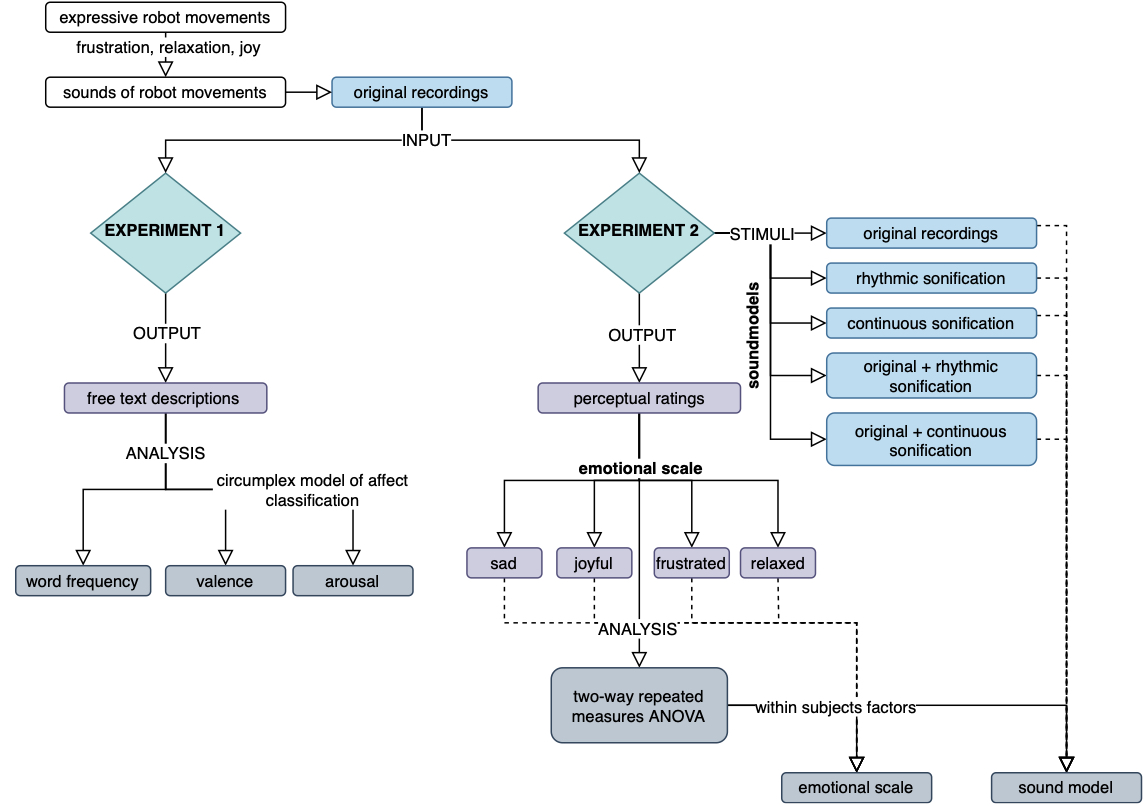 expressive robot movements
frustration, relaxation, joy
sounds of robot movements
original recordings
INPUT
EXPERIMENT 1
EXPERIMENT 2
STIMULI
original recordings
rhythmic sonification
continuous sonification
original + rhythmic
sonification
original + continuous
sonification
soundmodels
OUTPUT
OUTPUT
free text descriptions
perceptual ratings
ANALYSIS
circumplex model of affect
classification
word frequency
valence
arousal
emotional scale
sad
joyful
frustrated
relaxed
ANALYSIS
two-way repeated
measures ANOVA
within subjects factors
emotional scale
sound model